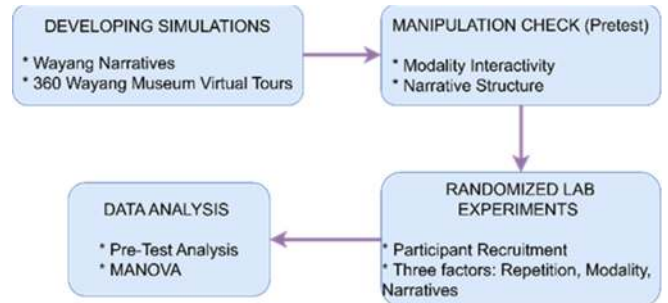 DEVELOPING SIMULATIONS
* Wayang Narratives
* 360 Wayang Museum Virtual Tours
MANIPULATION CHECK (Pretest)
* Modality Interactivity
* Narrative Structure
RANDOMIZED LAB
EXPERIMENTS
* Participant Recruitment
* Three factors: Repetition, Modality,
Narratives
DATA ANALYSIS
* Pre-Test Analysis
* MANOVA